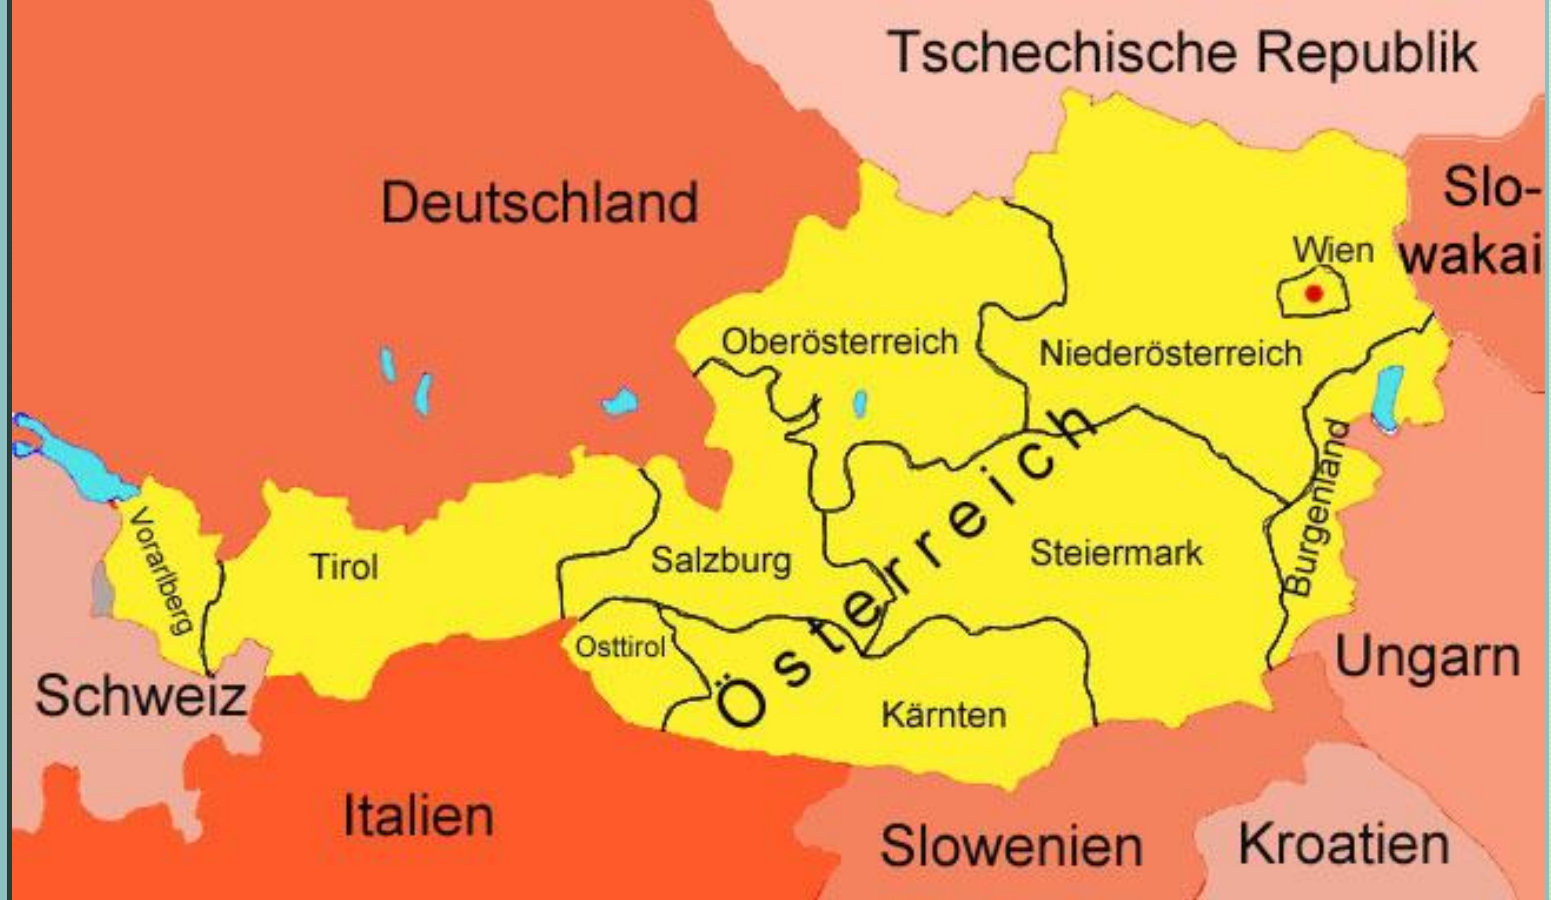 Tschechische Republik
Deutschland
Slo-
wakai
Wien
Oberösterreich
Niederösterreich
Burgenland
Österreich
Vorarlberg
Tirol
Salzburg
Steiermark
Osttirol
Ungarn
Schweiz
Kärnten
Italien
Slowenien
Kroatien